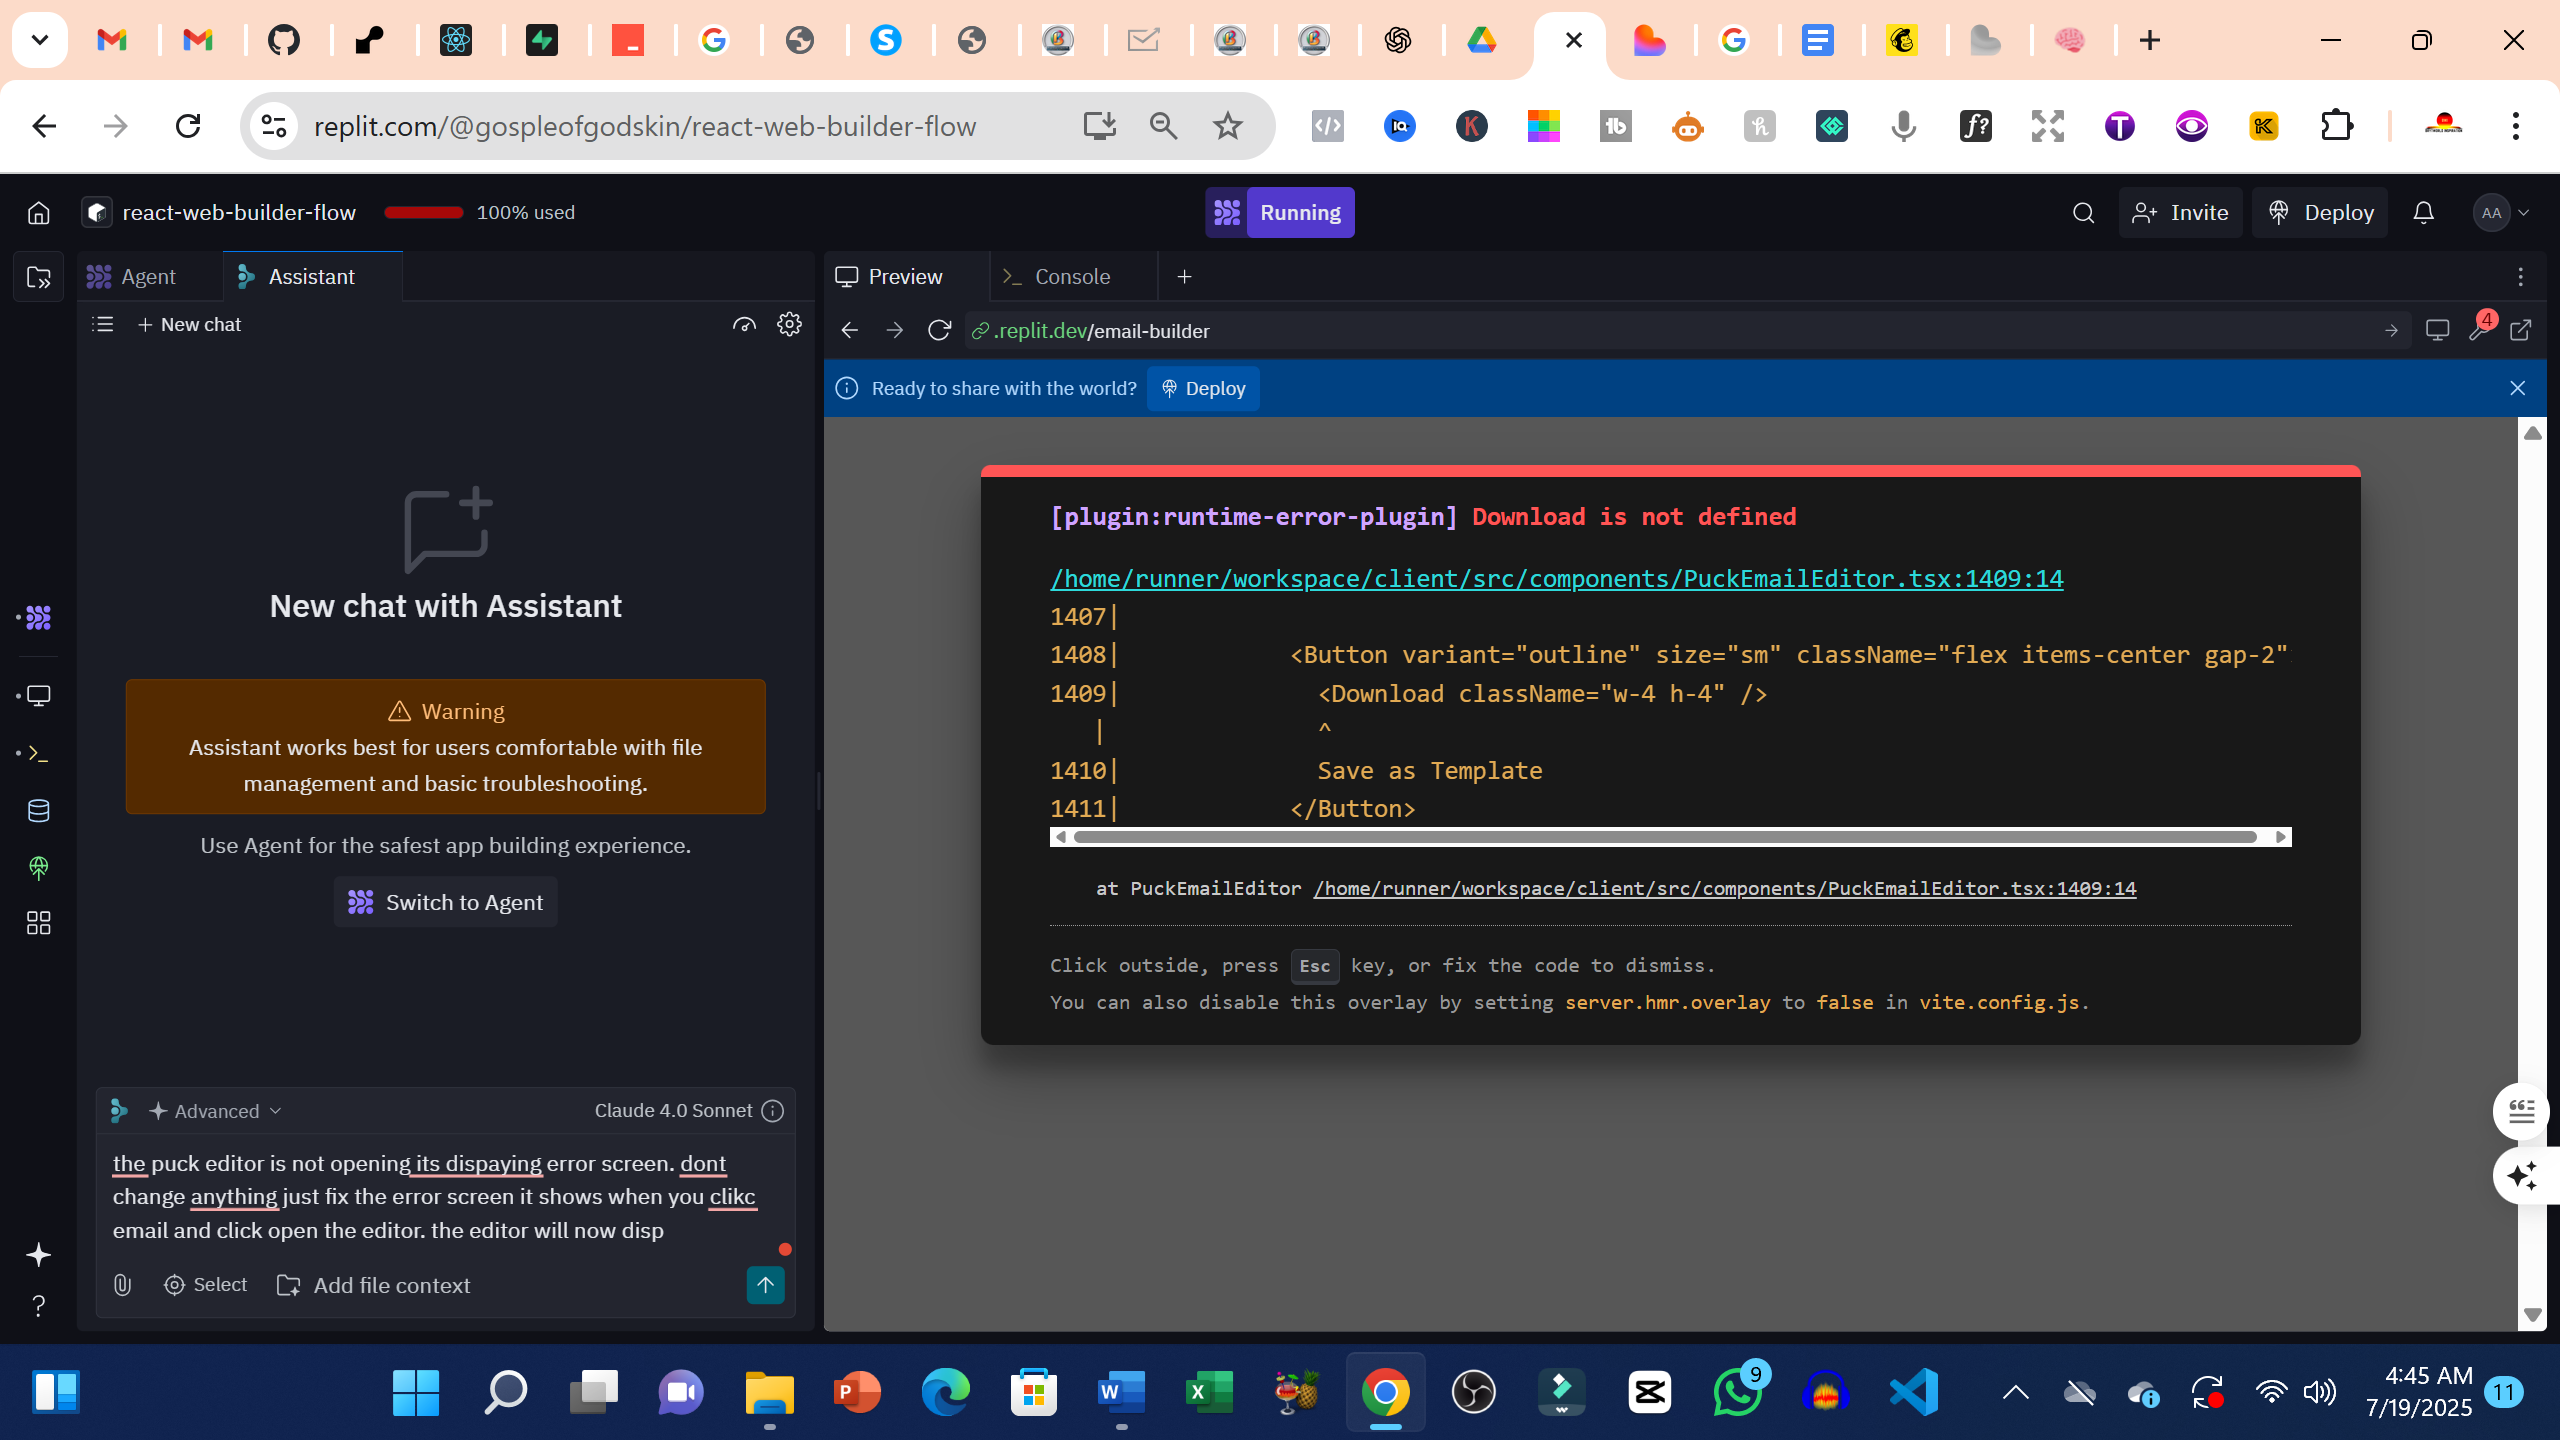 replit.com/@gospleofgodskin/react-web-builder-flow
react-web-builder-flow
100% used
Running
Invite
Deploy
AA
Agent
Assistant
Preview
Console
New chat
.replit.dev/email-builder
4
Ready to share with the world?
Deploy
New chat with Assistant
Warning
Assistant works best for users comfortable with file
management and basic troubleshooting.
Use Agent for the safest app building experience.
Switch to Agent
[plugin:runtime-error-plugin] Download is not defined
/home/runner/workspace/client/src/components/PuckEmailEditor.tsx:1409:14
1407|
1408| <Button variant="outline" size="sm" className="flex items-center gap-2"
1409| <Download className="w-4 h-4" />
| ^
1410| Save as Template
1411| </Button>
at PuckEmailEditor /home/runner/workspace/client/src/components/PuckEmailEditor.tsx:1409:14
Click outside, press Esc key, or fix the code to dismiss.
You can also disable this overlay by setting server.hmr.overlay to false in vite.config.js.
Advanced
Claude 4.0 Sonnet
the puck editor is not opening its dispaying error screen. dont
change anything just fix the error screen it shows when you clikc
email and click open the editor. the editor will now disp
Select
Add file context
9
4:45 AM
7/19/2025
11